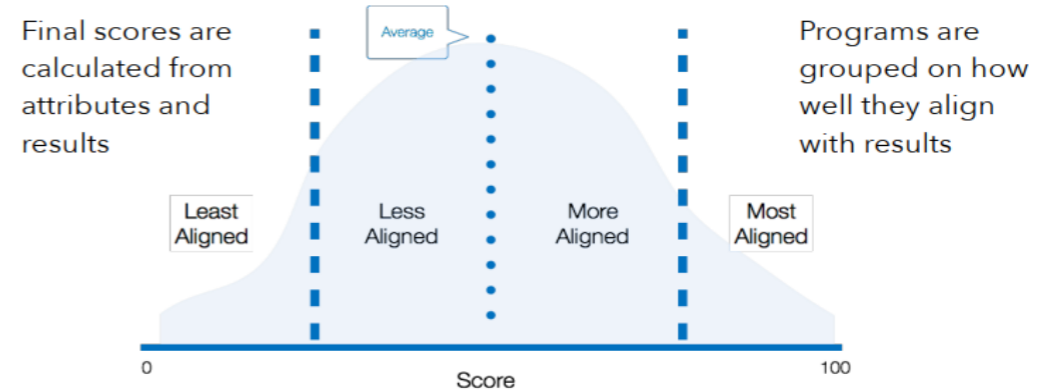 Final scores are
calculated from
attributes and
results
Average
Programs are
grouped on how
well they align
with results
Least
Aligned
Less
Aligned
More
Aligned
Most
Aligned
0
Score
100